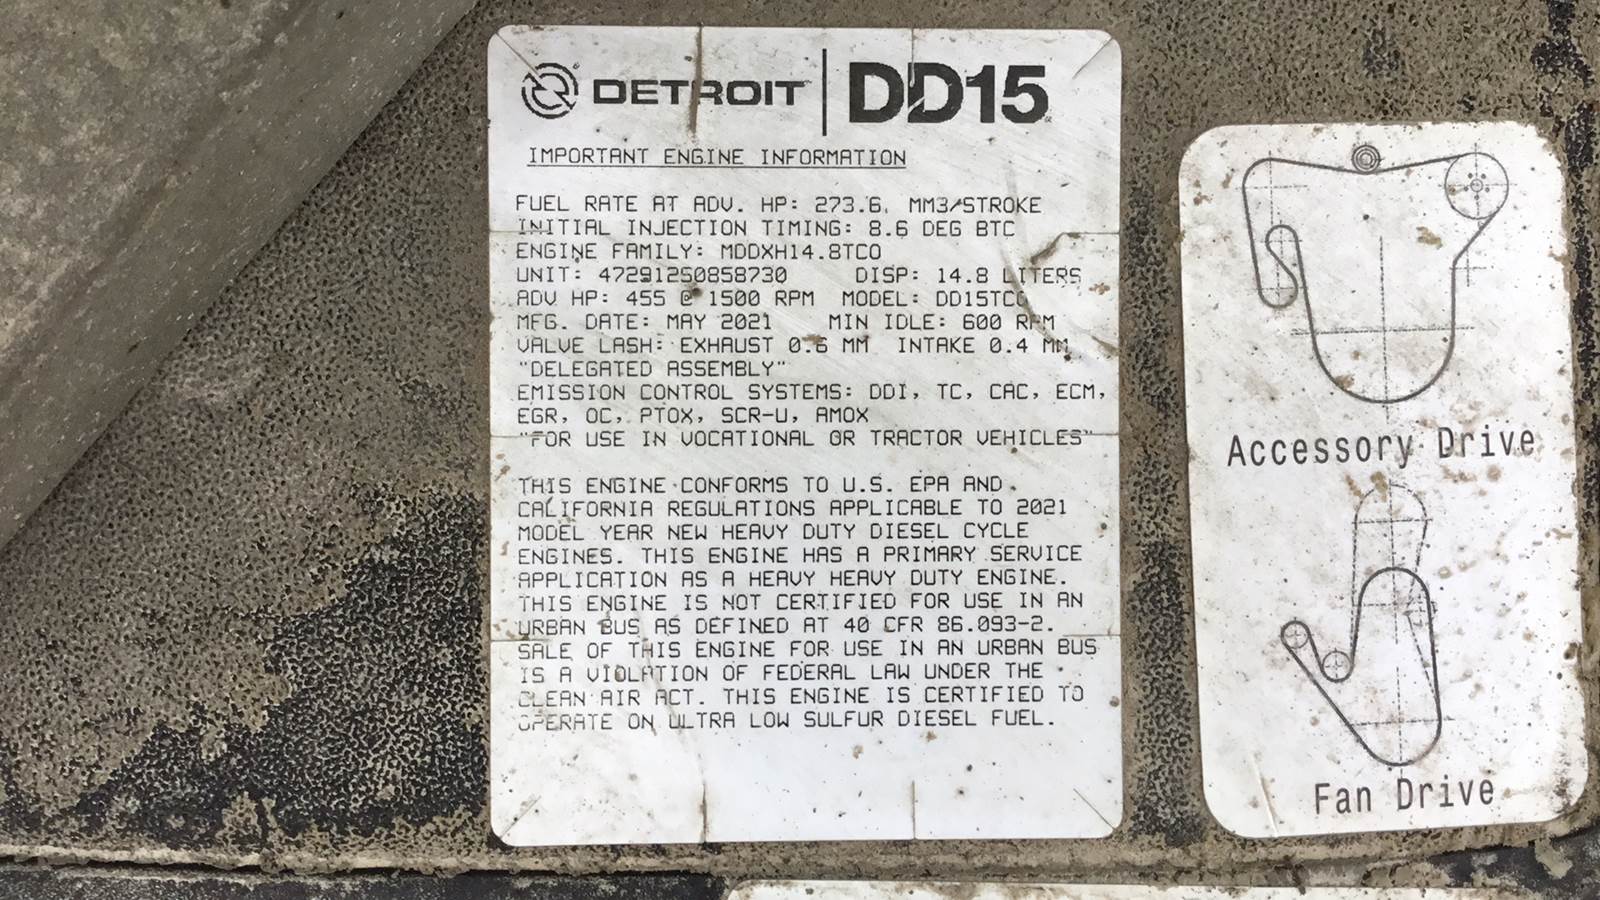 DETROIT DD15
IMPORTANT ENGINE INFORMATION
FUEL RATE AT ADV. HP: 273.6 MM3/STROKE
INITIAL INJECTION TIMING: 8.6 DEG BTC
ENGINE FAMILY: MDDXH14.8TCO
UNIT: 472912S0858730 DISP: 14.8 LITERS
ADV HP: 455 @ 1500 RPM MODEL: DD15TCO
MFG. DATE: MAY 2021 MIN IDLE: 600 RPM
VALVE LASH: EXHAUST 0.6 MM INTAKE 0.4 MM
"DELEGATED ASSEMBLY"
EMISSION CONTROL SYSTEMS: DDI, TC, CAC, ECM,
EGR, OC, PTOX, SCR-U, AMOX
"FOR USE IN VOCATIONAL OR TRACTOR VEHICLES"
THIS ENGINE CONFORMS TO U.S. EPA AND
CALIFORNIA REGULATIONS APPLICABLE TO 2021
MODEL YEAR NEW HEAVY DUTY DIESEL CYCLE
ENGINES. THIS ENGINE HAS A PRIMARY SERVICE
APPLICATION AS A HEAVY HEAVY DUTY ENGINE.
THIS ENGINE IS NOT CERTIFIED FOR USE IN AN
URBAN BUS AS DEFINED AT 40 CFR 86.093-2.
SALE OF THIS ENGINE FOR USE IN AN URBAN BUS
IS A VIOLATION OF FEDERAL LAW UNDER THE
CLEAN AIR ACT. THIS ENGINE IS CERTIFIED TO
OPERATE ON ULTRA LOW SULFUR DIESEL FUEL.
Accessory Drive
Fan Drive